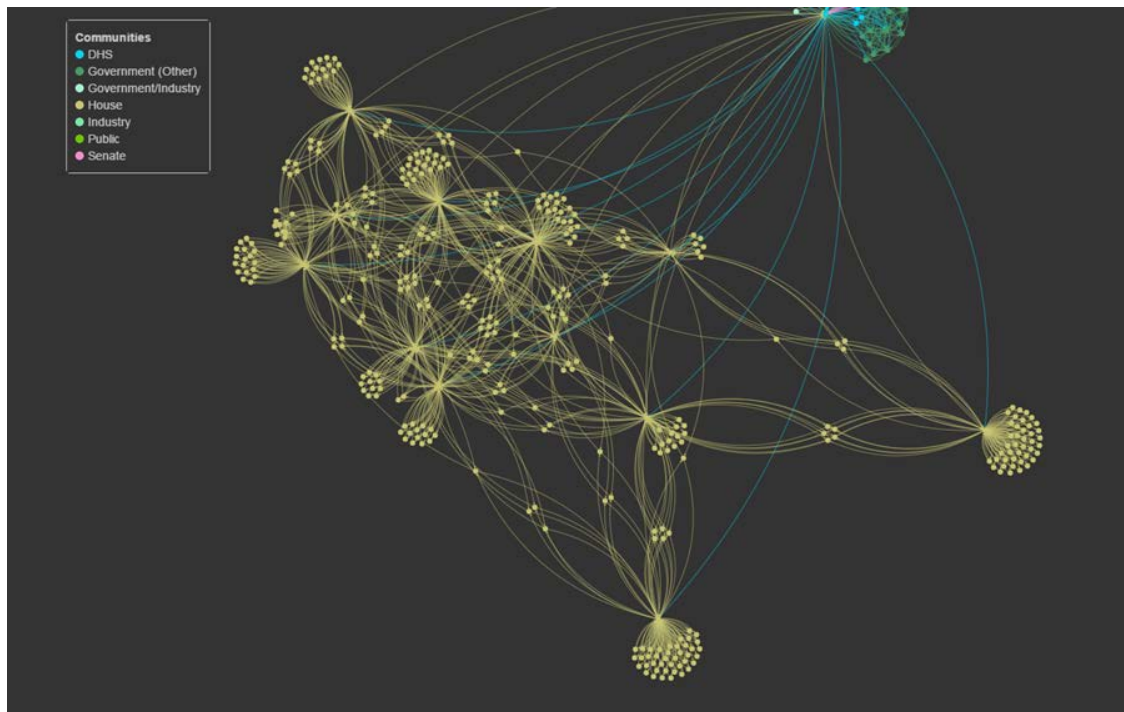 Communities
DHS
Government (Other)
Government/Industry
House
Industry
Public
Senate